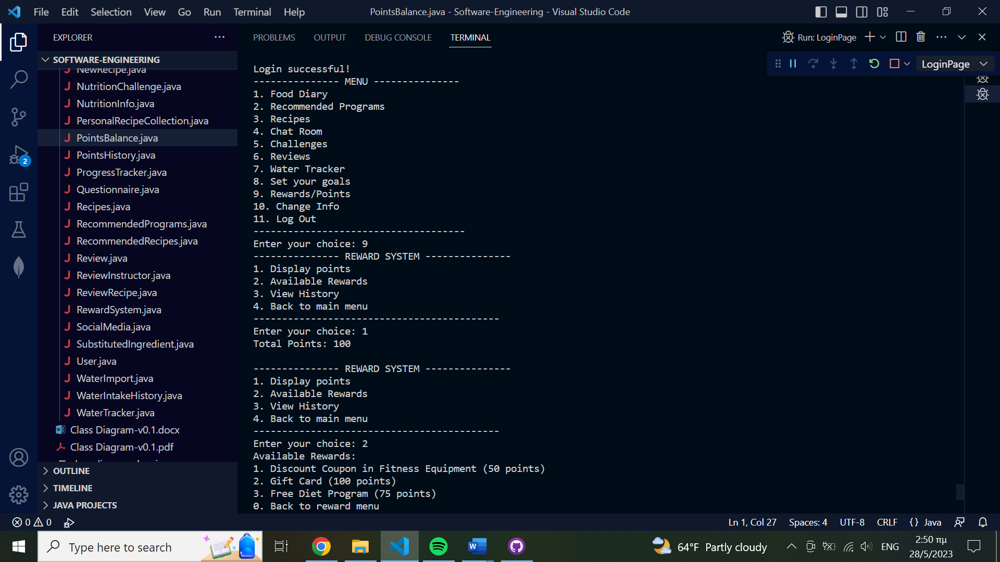 File Edit Selection View Go Run Terminal Help
PointsBalance.java - Software-Engineering - Visual Studio Code
EXPLORER
SOFTWARE-ENGINEERING
NewRecipe.java
NutritionChallenge.java
NutritionInfo.java
PersonalRecipeCollection.java
PointsBalance.java
PointsHistory.java
ProgressTracker.java
Questionnaire.java
Recipes.java
RecommendedPrograms.java
RecommendedRecipes.java
Review.java
ReviewInstructor.java
ReviewRecipe.java
RewardSystem.java
SocialMedia.java
SubstitutedIngredient.java
User.java
WaterImport.java
WaterIntakeHistory.java
WaterTracker.java
Class Diagram-v0.1.docx
Class Diagram-v0.1.pdf
OUTLINE
TIMELINE
JAVA PROJECTS
2
PROBLEMS OUTPUT DEBUG CONSOLE TERMINAL
Run: LoginPage
LoginPage
Login successful!
--------------- MENU ---------------
1. Food Diary
2. Recommended Programs
3. Recipes
4. Chat Room
5. Challenges
6. Reviews
7. Water Tracker
8. Set your goals
9. Rewards/Points
10. Change Info
11. Log Out
-------------------------------------
Enter your choice: 9
--------------- REWARD SYSTEM ---------------
1. Display points
2. Available Rewards
3. View History
4. Back to main menu
-------------------------------------------
Enter your choice: 1
Total Points: 100
--------------- REWARD SYSTEM ---------------
1. Display points
2. Available Rewards
3. View History
4. Back to main menu
-------------------------------------------
Enter your choice: 2
Available Rewards:
1. Discount Coupon in Fitness Equipment (50 points)
2. Gift Card (100 points)
3. Free Diet Program (75 points)
0. Back to reward menu
0 0
Ln 1, Col 27 Spaces: 4 UTF-8 CRLF {} Java
Type here to search
64°F Partly cloudy
ENG
2:50 πμ
28/5/2023